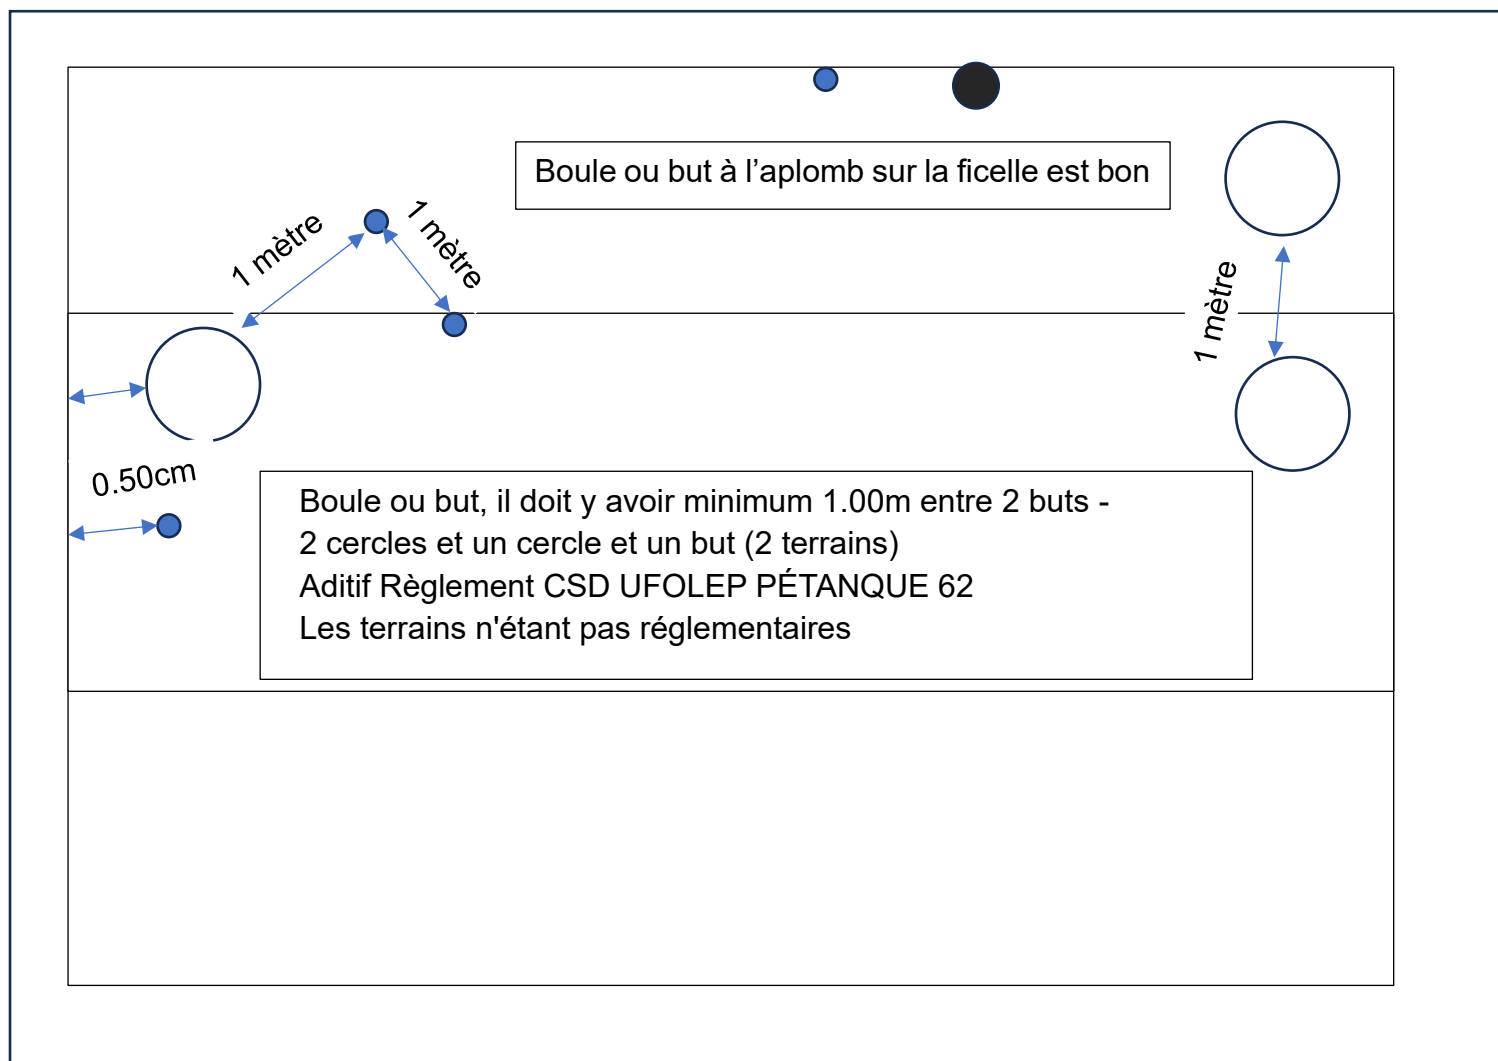 Boule ou but à l’aplomb sur la ficelle est bon
1 mètre
1 mètre
1 mètre
0.50cm
Boule ou but, il doit y avoir minimum 1.00m entre 2 buts -
2 cercles et un cercle et un but (2 terrains)
Aditif Règlement CSD UFOLEP PÉTANQUE 62
Les terrains n'étant pas réglementaires